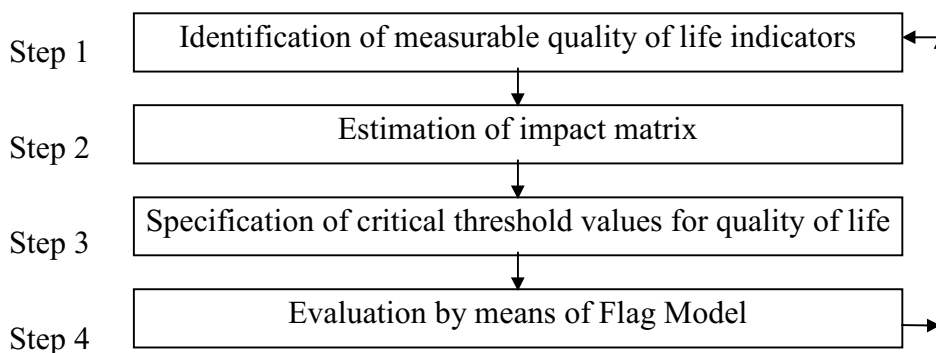 Step 1 Identification of measurable quality of life indicators
Step 2 Estimation of impact matrix
Step 3 Specification of critical threshold values for quality of life
Step 4 Evaluation by means of Flag Model